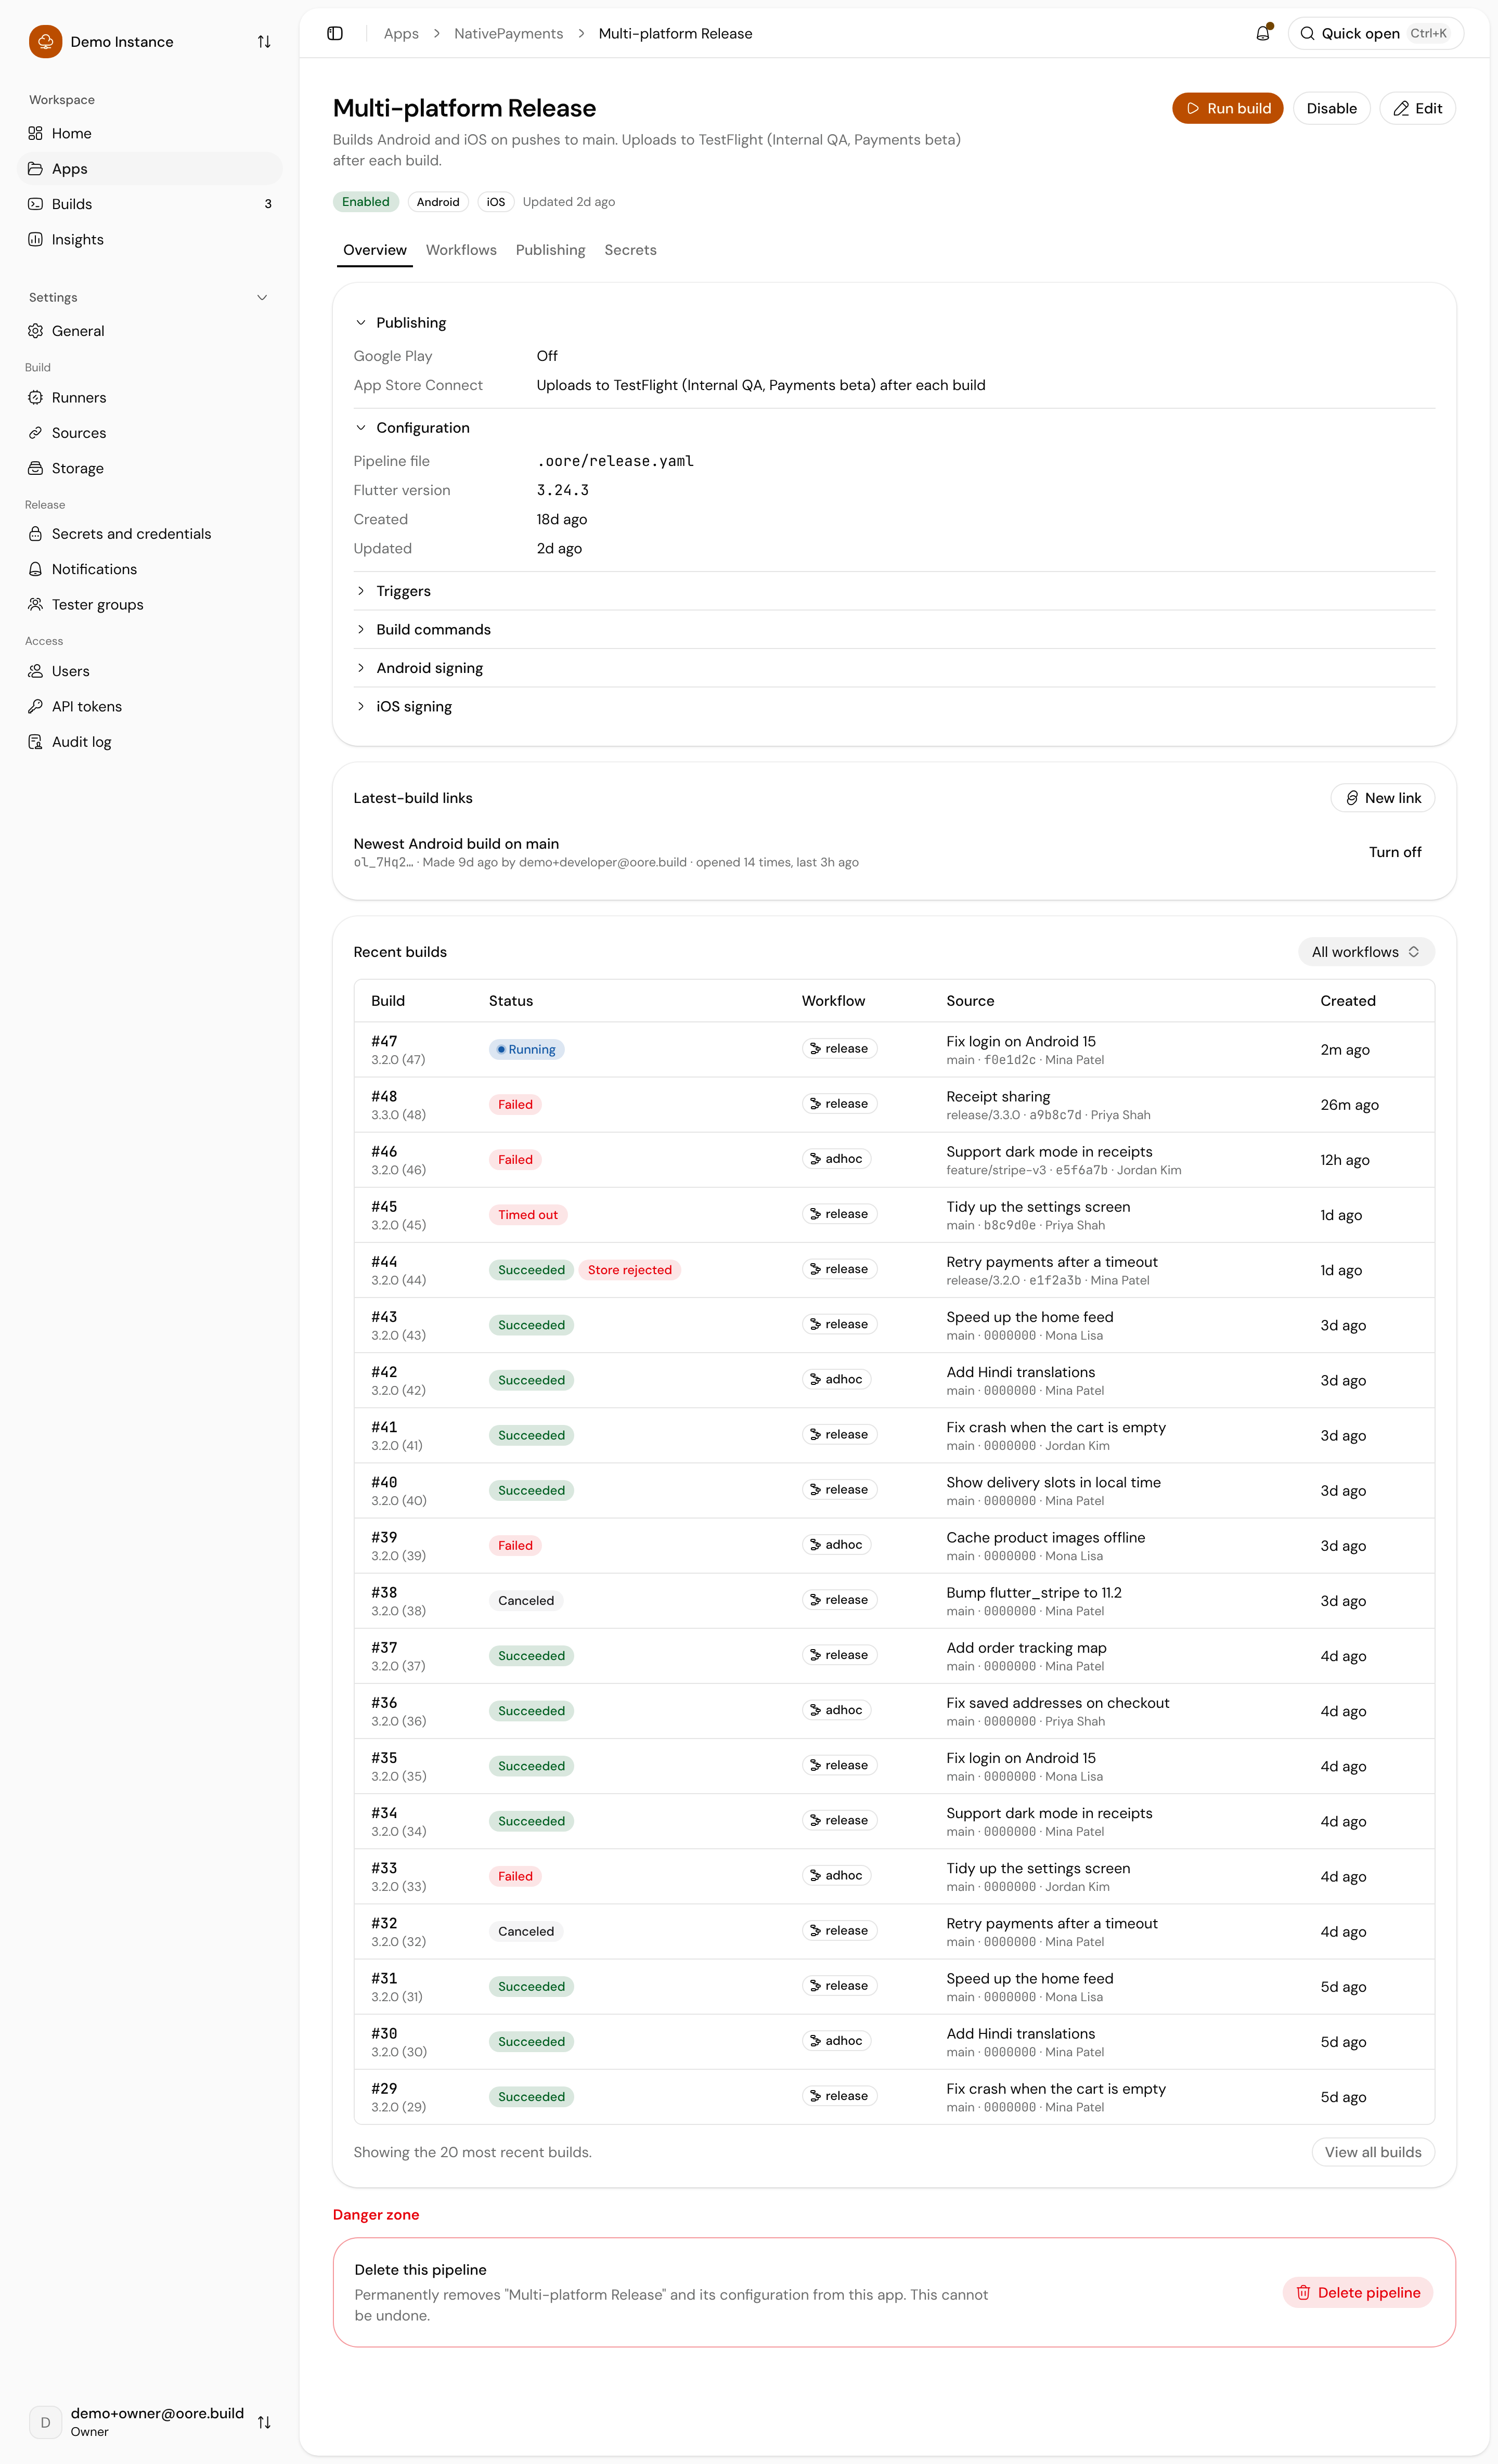 Demo Instance
Workspace
Home
Apps
Builds 3
Insights
Settings
General
Build
Runners
Sources
Storage
Release
Secrets and credentials
Notifications
Tester groups
Access
Users
API tokens
Audit log
D
demo+owner@oore.build
Owner
Apps > NativePayments > Multi-platform Release
Quick open Ctrl+K
Multi-platform Release
Run build
Disable
Edit
Builds Android and iOS on pushes to main. Uploads to TestFlight (Internal QA, Payments beta)
after each build.
Enabled Android iOS Updated 2d ago
Overview Workflows Publishing Secrets
Publishing
Google Play Off
App Store Connect Uploads to TestFlight (Internal QA, Payments beta) after each build
Configuration
Pipeline file .oore/release.yaml
Flutter version 3.24.3
Created 18d ago
Updated 2d ago
Triggers
Build commands
Android signing
iOS signing
Latest-build links
New link
Newest Android build on main
ol_7Hq2… · Made 9d ago by demo+developer@oore.build · opened 14 times, last 3h ago
Turn off
Recent builds
All workflows
Build Status Workflow Source Created
#47 Running release Fix login on Android 15 2m ago
3.2.0 (47) main · f0e1d2c · Mina Patel
#48 Failed release Receipt sharing 26m ago
3.3.0 (48) release/3.3.0 · a9b8c7d · Priya Shah
#46 Failed adhoc Support dark mode in receipts 12h ago
3.2.0 (46) feature/stripe-v3 · e5f6a7b · Jordan Kim
#45 Timed out release Tidy up the settings screen 1d ago
3.2.0 (45) main · b8c9d0e · Priya Shah
#44 Succeeded Store rejected release Retry payments after a timeout 1d ago
3.2.0 (44) release/3.2.0 · e1f2a3b · Mina Patel
#43 Succeeded release Speed up the home feed 3d ago
3.2.0 (43) main · 0000000 · Mona Lisa
#42 Succeeded adhoc Add Hindi translations 3d ago
3.2.0 (42) main · 0000000 · Mina Patel
#41 Succeeded release Fix crash when the cart is empty 3d ago
3.2.0 (41) main · 0000000 · Jordan Kim
#40 Succeeded release Show delivery slots in local time 3d ago
3.2.0 (40) main · 0000000 · Mina Patel
#39 Failed adhoc Cache product images offline 3d ago
3.2.0 (39) main · 0000000 · Mona Lisa
#38 Canceled release Bump flutter_stripe to 11.2 3d ago
3.2.0 (38) main · 0000000 · Mina Patel
#37 Succeeded release Add order tracking map 4d ago
3.2.0 (37) main · 0000000 · Mina Patel
#36 Succeeded adhoc Fix saved addresses on checkout 4d ago
3.2.0 (36) main · 0000000 · Priya Shah
#35 Succeeded release Fix login on Android 15 4d ago
3.2.0 (35) main · 0000000 · Mona Lisa
#34 Succeeded release Support dark mode in receipts 4d ago
3.2.0 (34) main · 0000000 · Mina Patel
#33 Failed adhoc Tidy up the settings screen 4d ago
3.2.0 (33) main · 0000000 · Jordan Kim
#32 Canceled release Retry payments after a timeout 4d ago
3.2.0 (32) main · 0000000 · Mina Patel
#31 Succeeded release Speed up the home feed 5d ago
3.2.0 (31) main · 0000000 · Mona Lisa
#30 Succeeded adhoc Add Hindi translations 5d ago
3.2.0 (30) main · 0000000 · Mina Patel
#29 Succeeded release Fix crash when the cart is empty 5d ago
3.2.0 (29) main · 0000000 · Mina Patel
Showing the 20 most recent builds.
View all builds
Danger zone
Delete this pipeline
Permanently removes "Multi-platform Release" and its configuration from this app. This cannot
be undone.
Delete pipeline